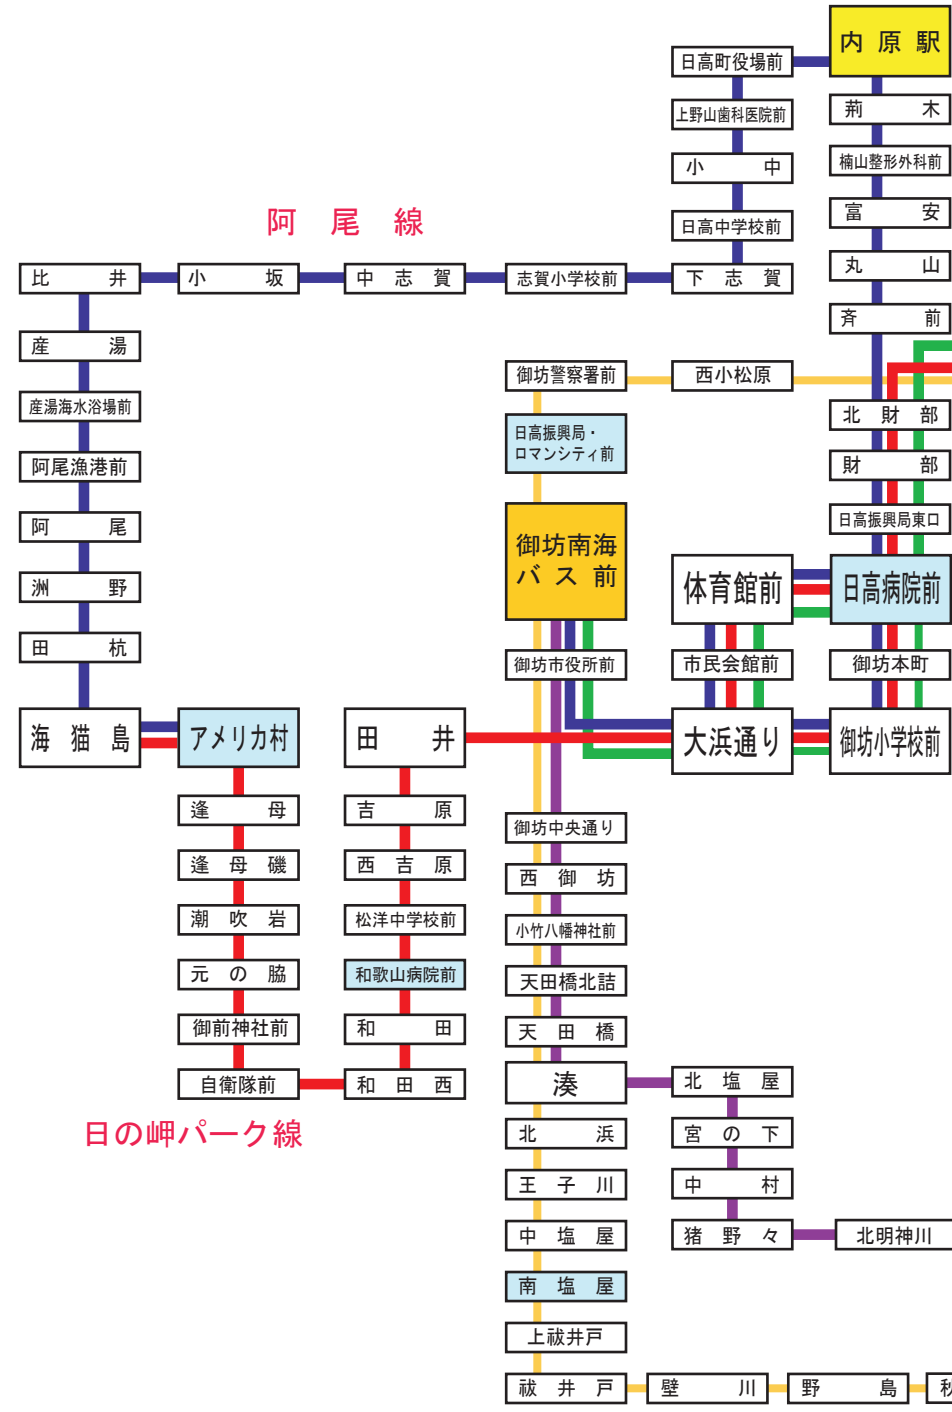 内原駅
日高町役場前
荊木
上野山歯科医院前
楠山整形外科前
小中
富安
日高中学校前
丸山
阿尾線
比井
小坂
中志賀
志賀小学校前
下志賀
斉前
産湯
御坊警察署前
西小松原
産湯海水浴場前
北財部
日高振興局・
ロマンシティ前
阿尾漁港前
財部
阿尾
日高振興局東口
御坊南海
バス前
洲野
体育館前
日高病院前
田杭
御坊市役所前
市民会館前
御坊本町
海猫島
アメリカ村
田井
大浜通り
御坊小学校前
逢母
吉原
御坊中央通り
逢母磯
西吉原
西御坊
潮吹岩
松洋中学校前
小竹八幡神社前
元の脇
和歌山病院前
天田橋北詰
御前神社前
和田
天田橋
自衛隊前
和田西
湊
北塩屋
日の岬パーク線
北浜
宮の下
王子川
中村
中塩屋
猪野々
北明神川
南塩屋
上祓井戸
祓井戸
壁川
野島